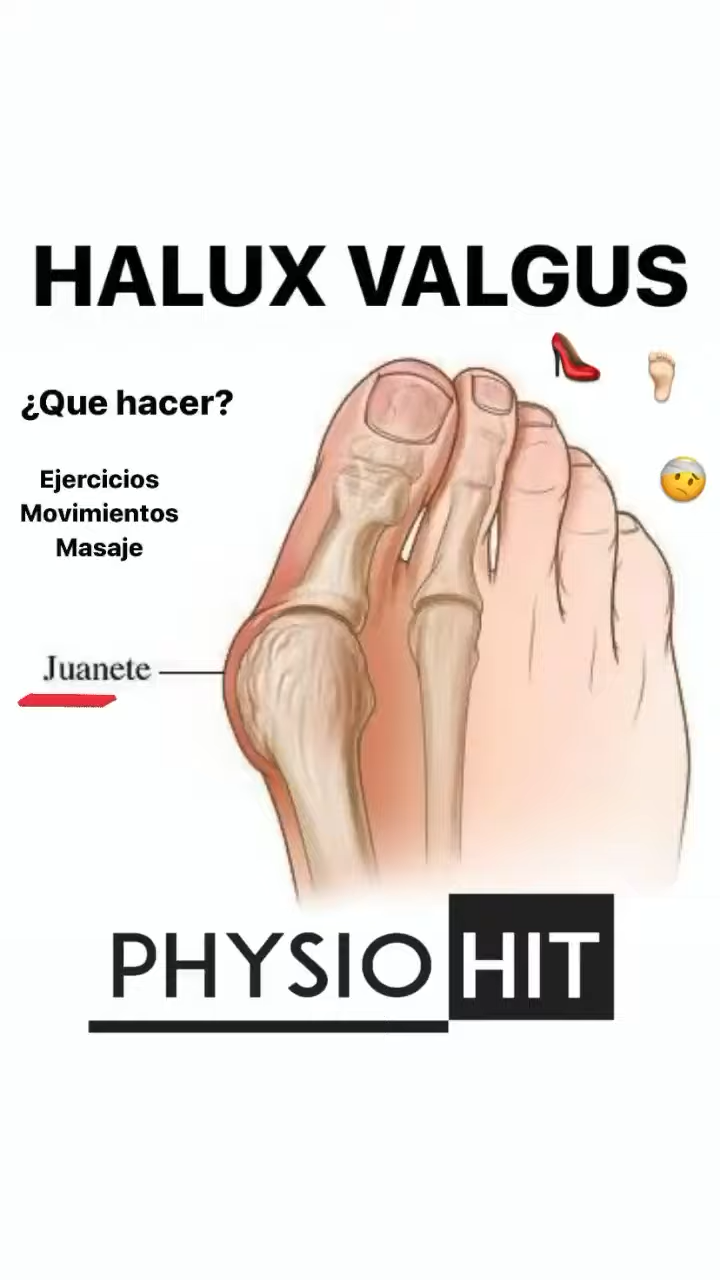 HALUX VALGUS
¿Que hacer?
Ejercicios
Movimientos
Masaje
Juanete
PHYSIO HIT